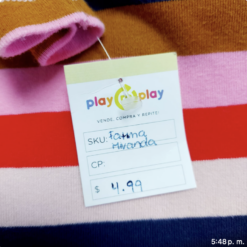 play n play
VENDE, COMPRA Y REPITE!
SKU: Fatima
Miranda
CP:
$ 4.99
5:48 p. m.